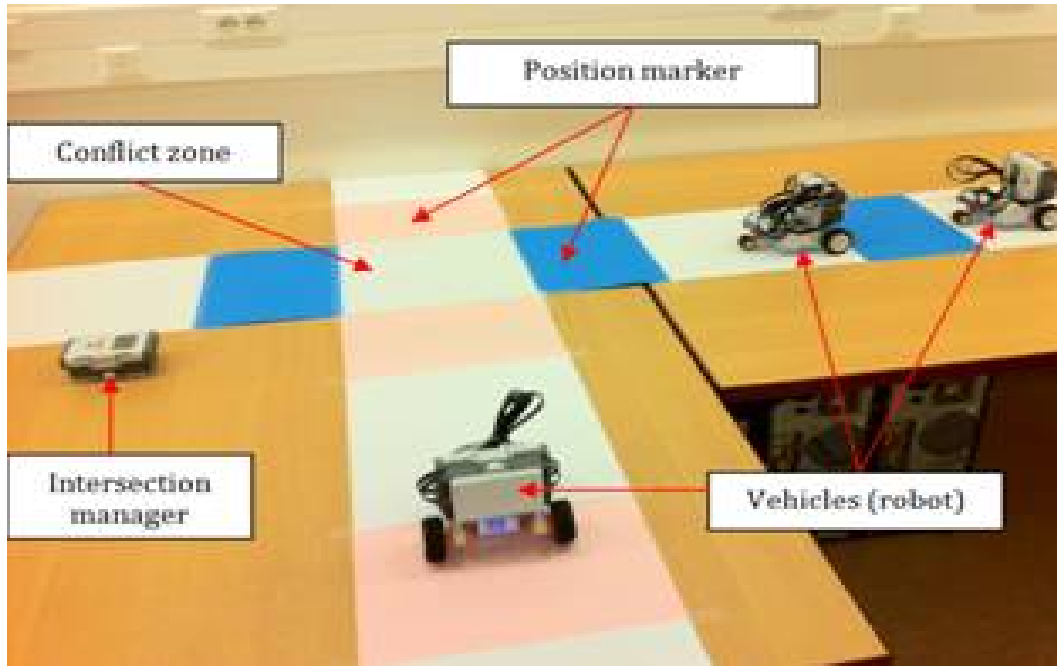 Position marker
Conflict zone
Intersection
manager
Vehicles (robot)